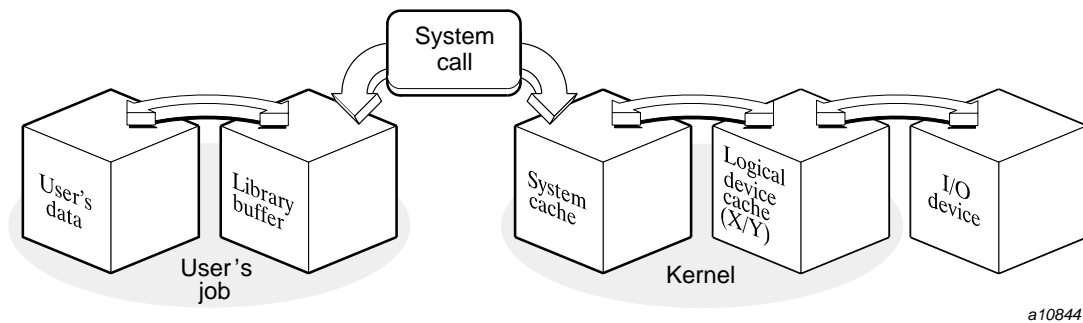 System
call
User's
data
Library
buffer
System
cache
Logical
device
cache
(X/Y)
I/O
device
User's
job
Kernel
a10844